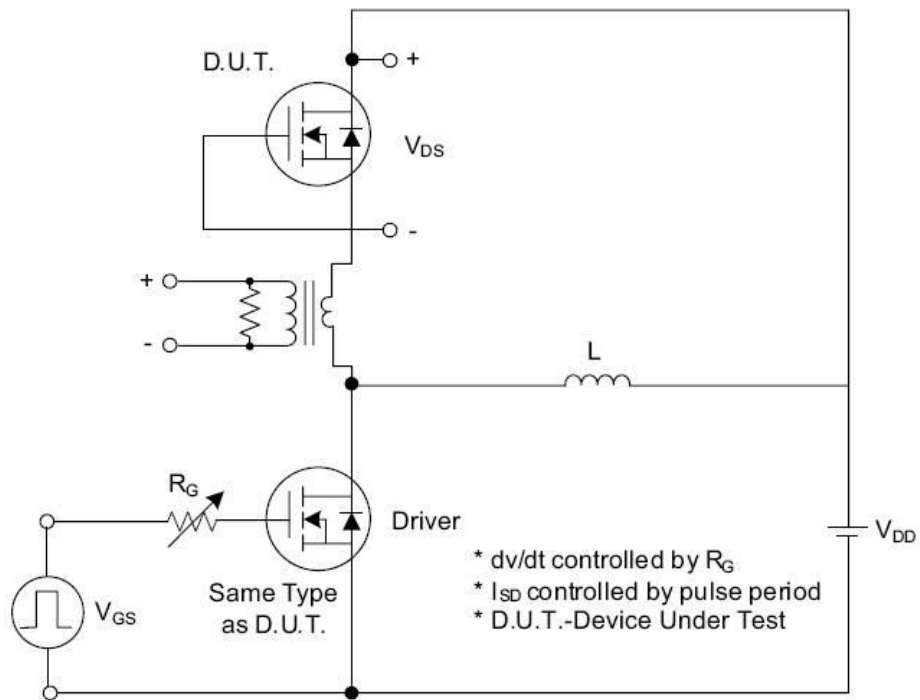 D.U.T.
+
V_DS
-
+
-
L
R_G
Driver
V_DD
V_GS
Same Type
as D.U.T.
* dv/dt controlled by R_G
* I_SD controlled by pulse period
* D.U.T.-Device Under Test